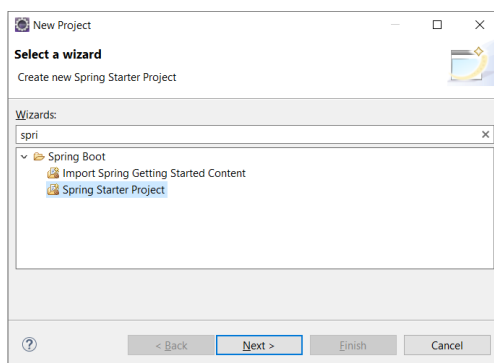 New Project
Select a wizard
Create new Spring Starter Project
Wizards:
spri
Spring Boot
Import Spring Getting Started Content
Spring Starter Project
< Back Next > Finish Cancel